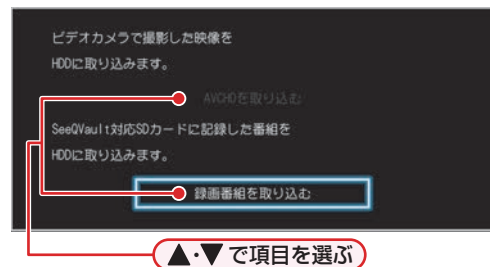 ビデオカメラで撮影した映像を
HDDに取り込みます。
AVCHDを取り込む
SeeQVault対応SDカードに記録した番組を
HDDに取り込みます。
録画番組を取り込む
▲・▼で項目を選ぶ